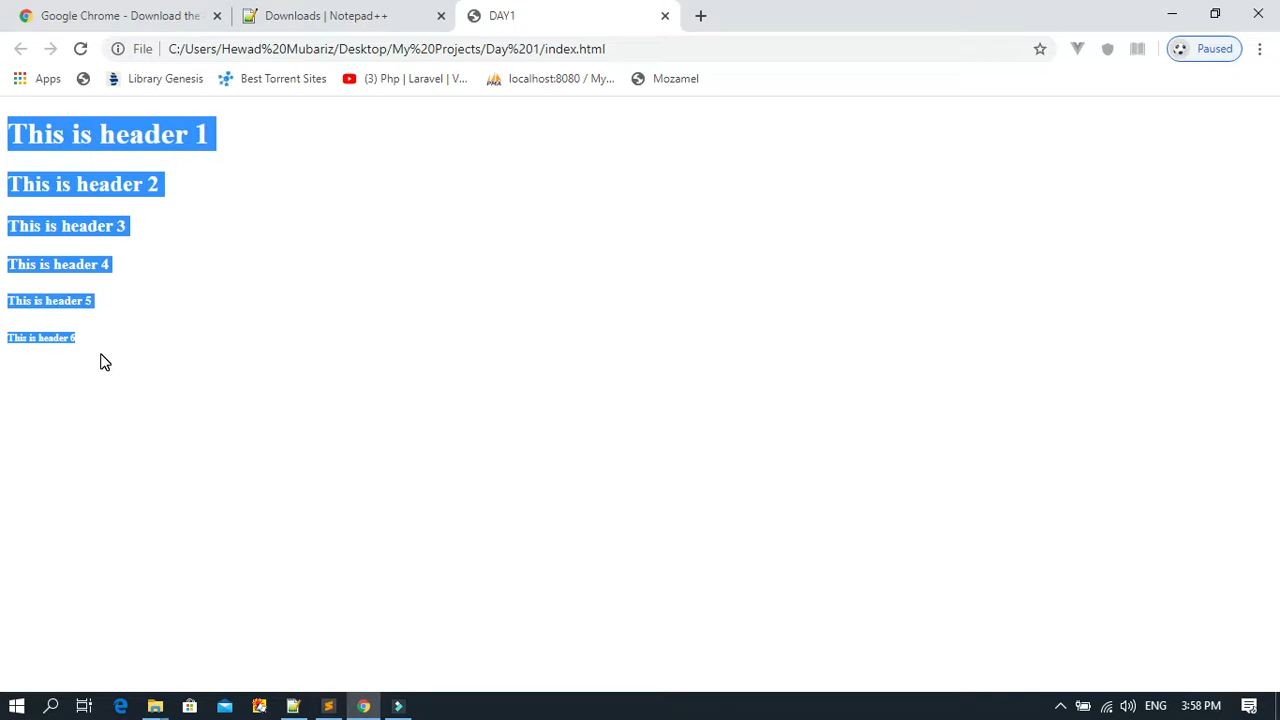 Google Chrome - Download the
Downloads | Notepad++
DAY1
File
C:/Users/Hewad%20Mubariz/Desktop/My%20Projects/Day%201/index.html
Paused
Apps
Library Genesis
Best Torrent Sites
(3) Php | Laravel | V...
localhost:8080 / My...
Mozamel
This is header 1
This is header 2
This is header 3
This is header 4
This is header 5
This is header 6
ENG
3:58 PM